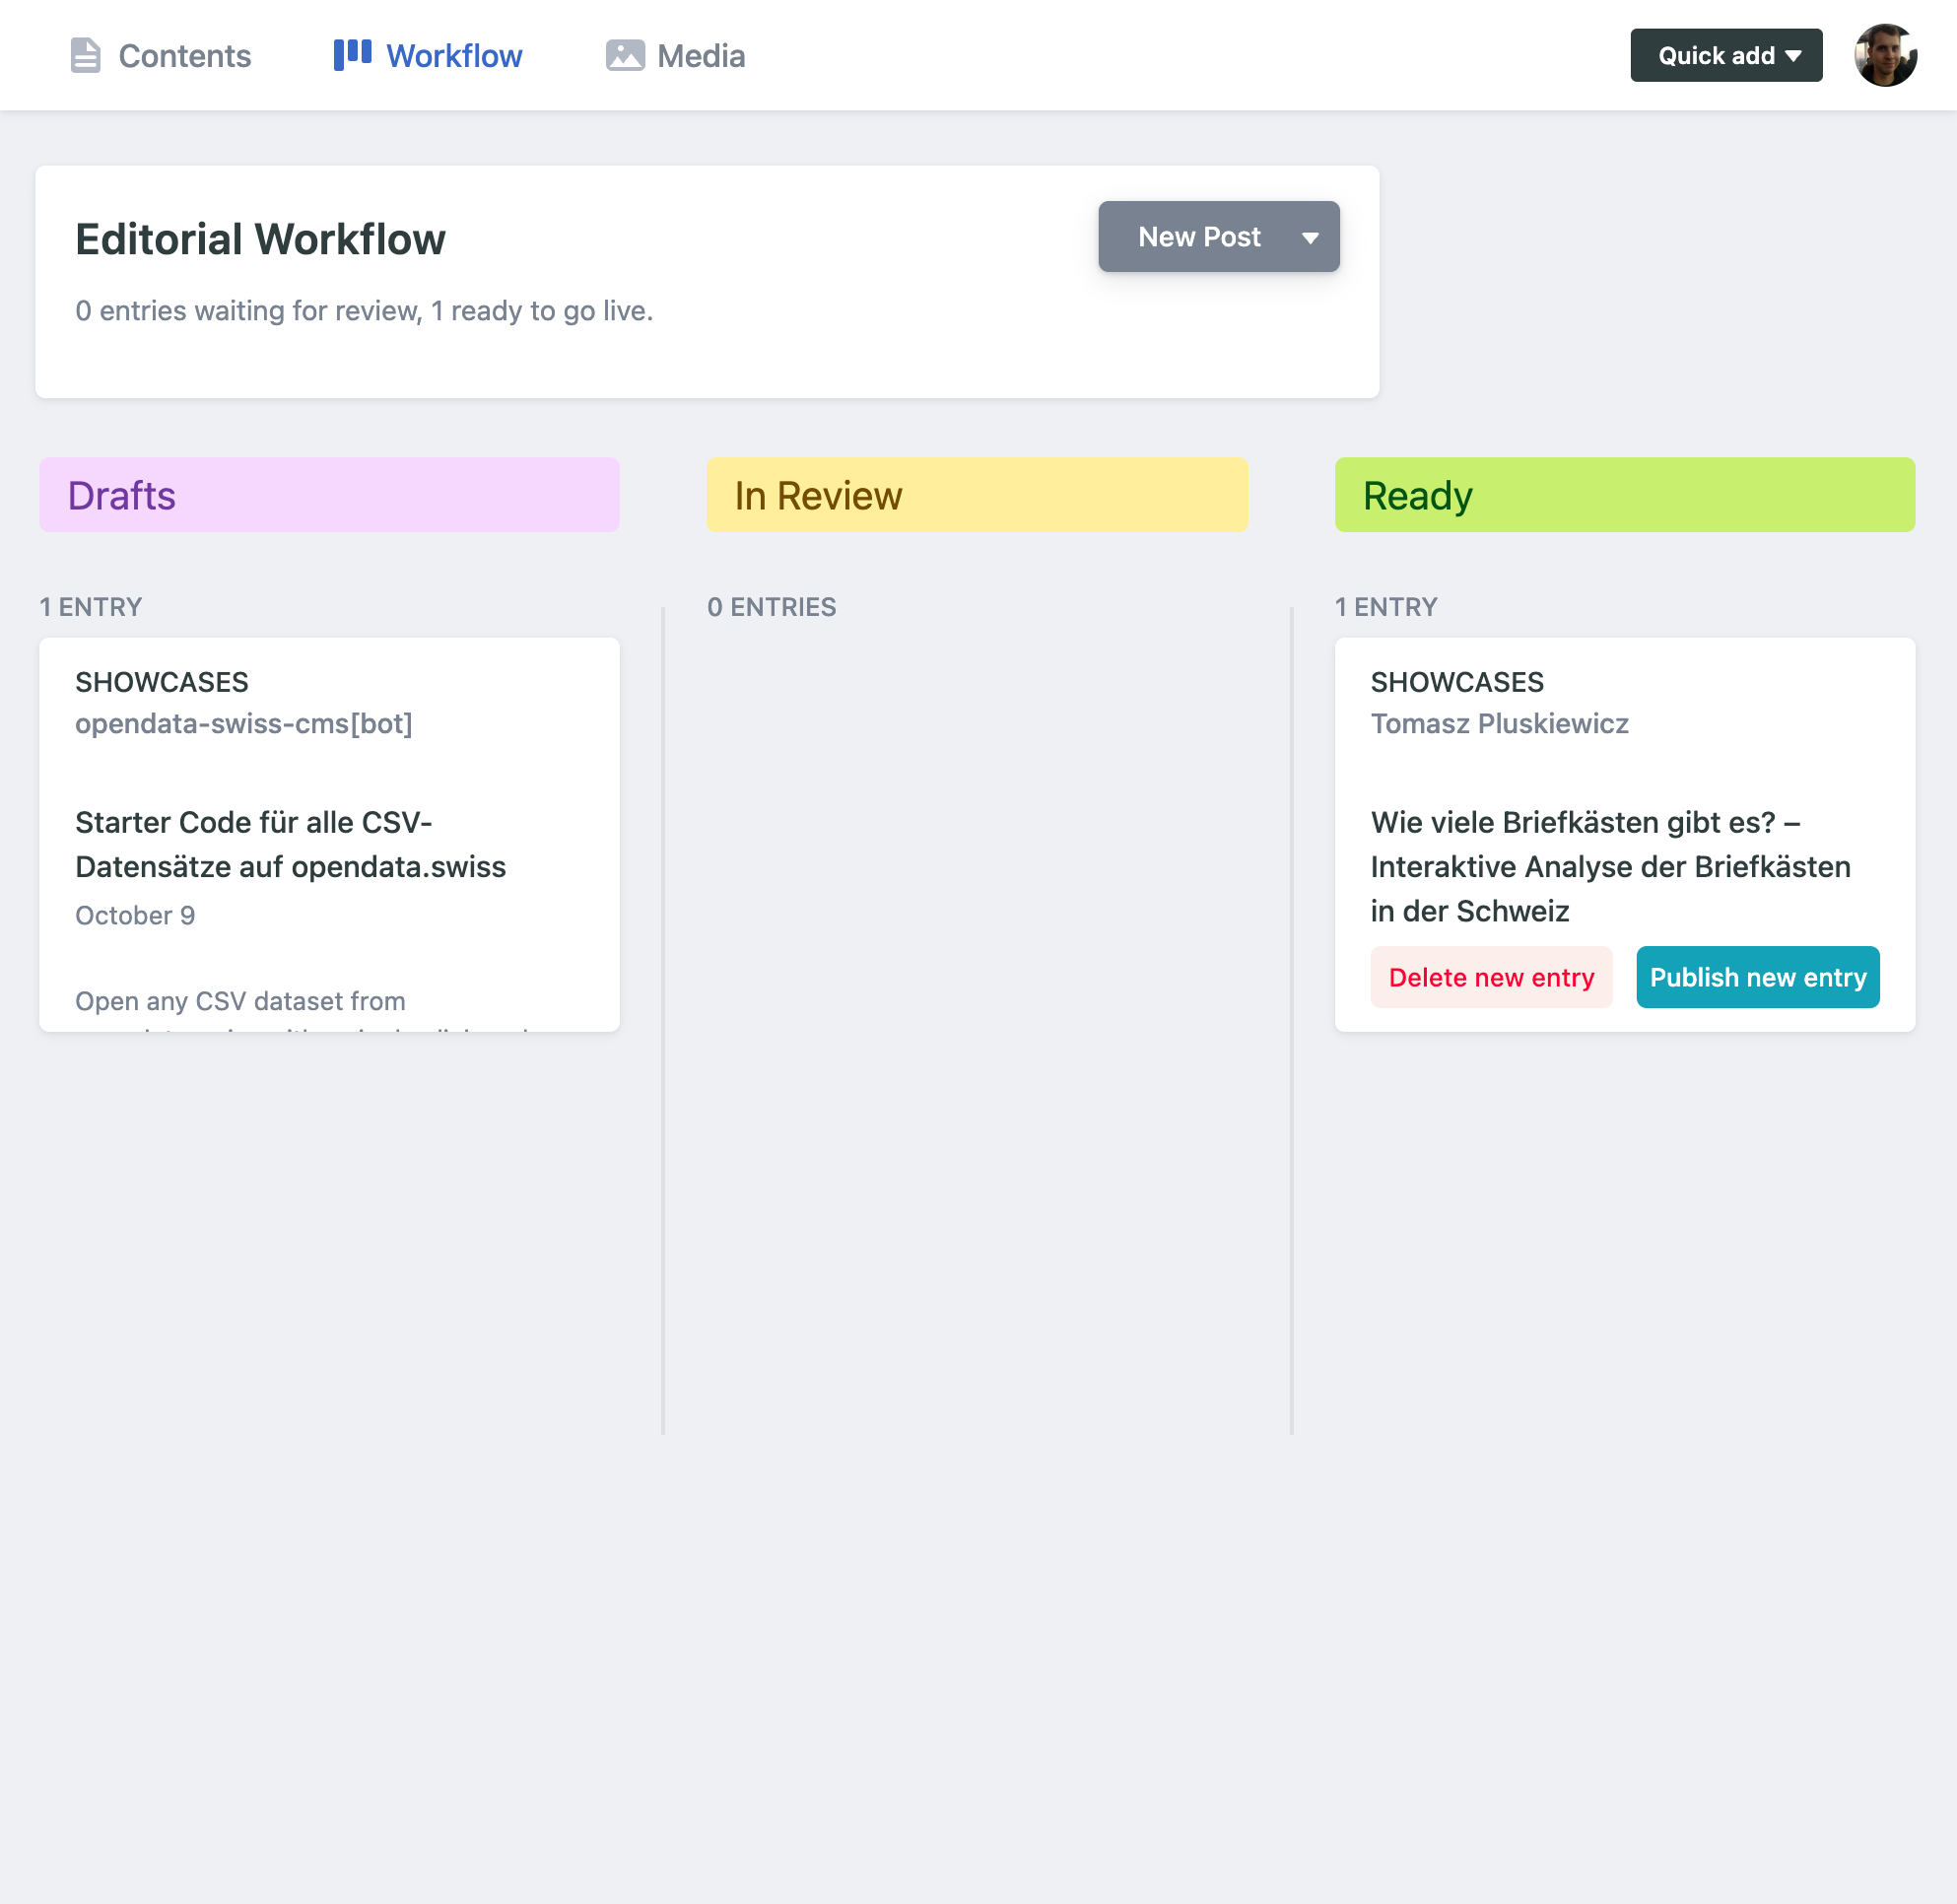 Contents
Workflow
Media
Quick add
Editorial Workflow
New Post
0 entries waiting for review, 1 ready to go live.
Drafts
In Review
Ready
1 ENTRY
SHOWCASES
opendata-swiss-cms[bot]
Starter Code für alle CSV-
Datensätze auf opendata.swiss
October 9
Open any CSV dataset from
0 ENTRIES
1 ENTRY
SHOWCASES
Tomasz Pluskiewicz
Wie viele Briefkästen gibt es? –
Interaktive Analyse der Briefkästen
in der Schweiz
Delete new entry
Publish new entry